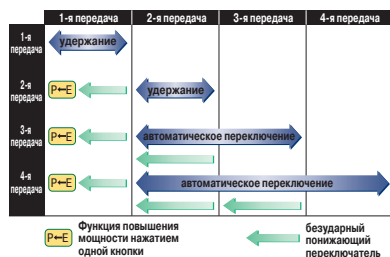 1-я передача 2-я передача 3-я передача 4-я передача
1-я
передача
удержание
2-я
передача
P←E
удержание
3-я
передача
P←E
автоматическое переключение
4-я
передача
P←E
автоматическое переключение
P←E
Функция повышения
мощности нажатием
одной кнопки
безударный
понижающий
переключатель